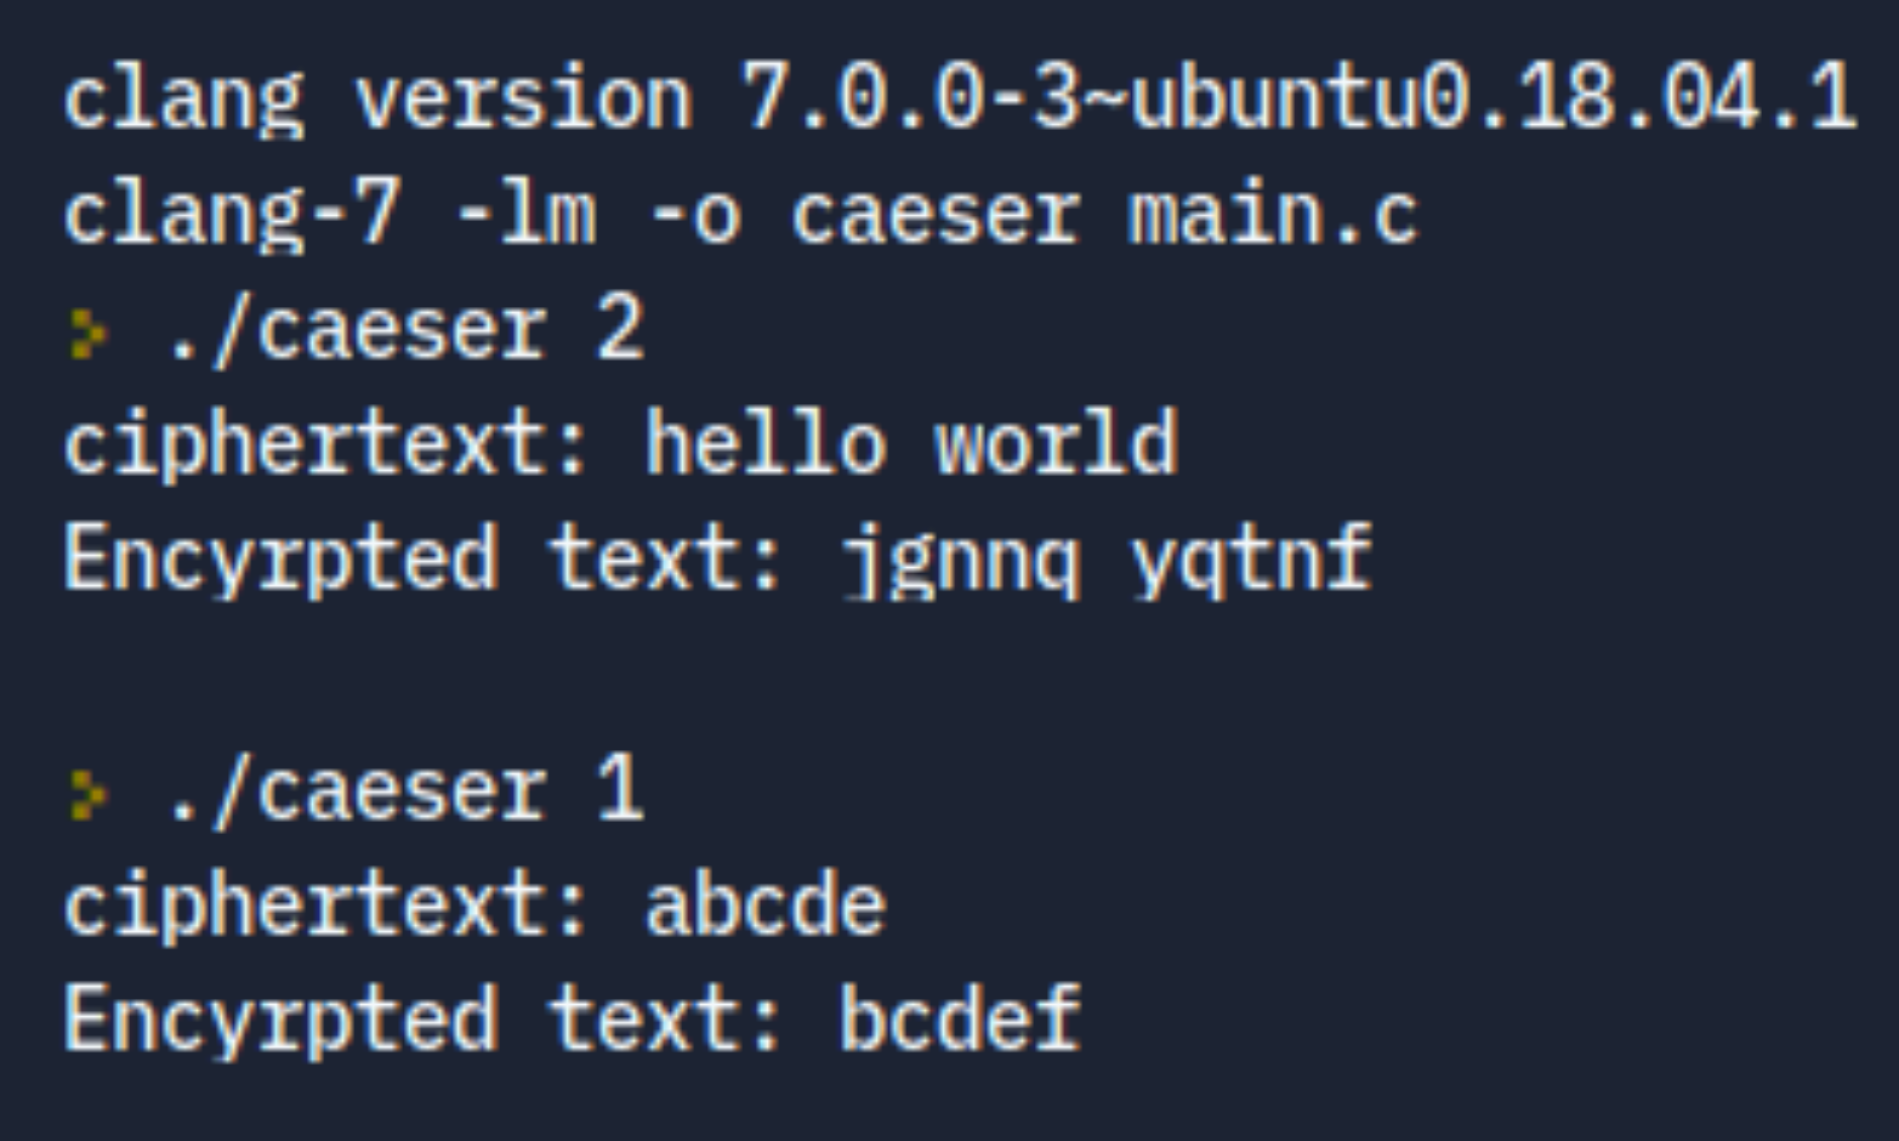 clang version 7.0.0-3~ubuntu0.18.04.1
clang-7 -lm -o caeser main.c
> ./caeser 2
ciphertext: hello world
Encyrpted text: jgnnq yqtnf
> ./caeser 1
ciphertext: abcde
Encyrpted text: bcdef